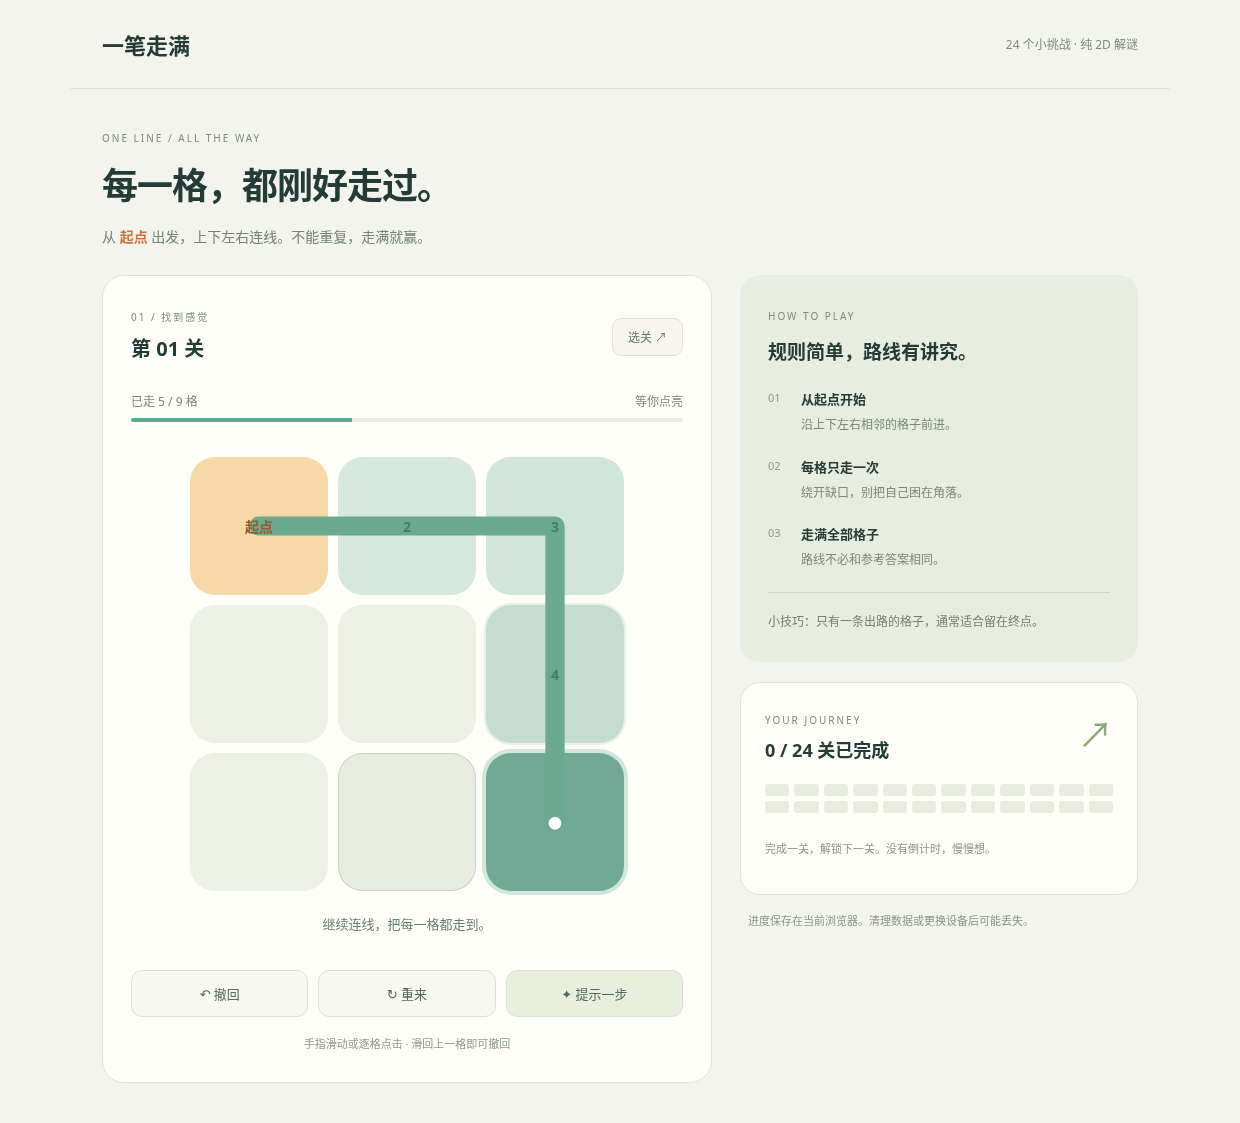 一笔走满
24 个小挑战 · 纯 2D 解谜
ONE LINE / ALL THE WAY
每一格，都刚好走过。
从 起点 出发，上下左右连线。不能重复，走满就赢。
01 / 找到感觉
第 01 关
选关 ↗
已走 5 / 9 格
等你点亮
起点
2
3
4
继续连线，把每一格都走到。
↶ 撤回
↻ 重来
✦ 提示一步
手指滑动或逐格点击 · 滑回上一格即可撤回
HOW TO PLAY
规则简单，路线有讲究。
01
从起点开始
沿上下左右相邻的格子前进。
02
每格只走一次
绕开缺口，别把自己困在角落。
03
走满全部格子
路线不必和参考答案相同。
小技巧：只有一条出路的格子，通常适合留在终点。
YOUR JOURNEY
0 / 24 关已完成
↗
完成一关，解锁下一关。没有倒计时，慢慢想。
进度保存在当前浏览器。清理数据或更换设备后可能丢失。